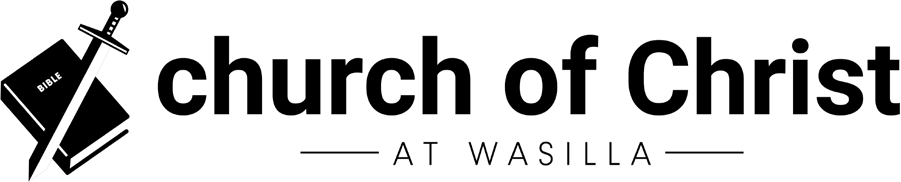 BIBLE
church of Christ
AT WASILLA